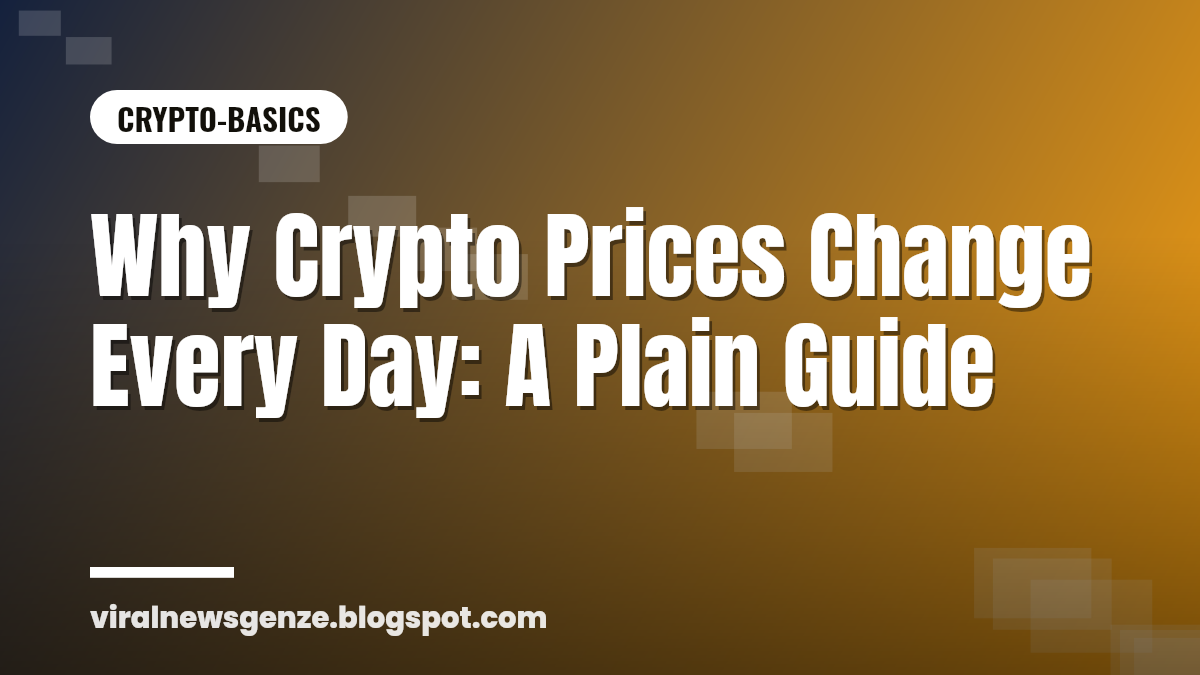 CRYPTO-BASICS
Why Crypto Prices Change
Every Day: A Plain Guide
viralnewsgenze.blogspot.com